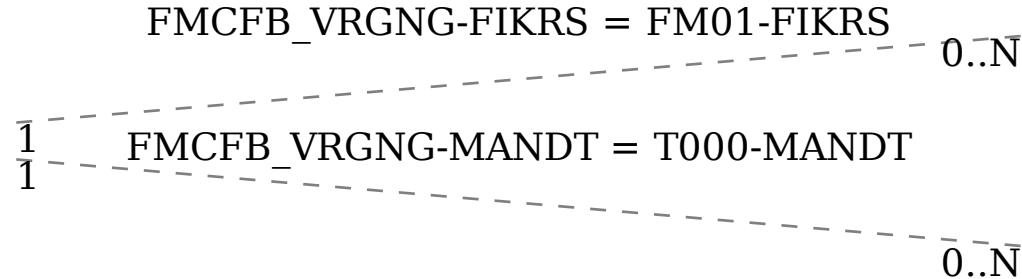 FMCFB_VRGNG-FIKRS = FM01-FIKRS
0..N
1
FMCFB_VRGNG-MANDT = T000-MANDT
1
0..N